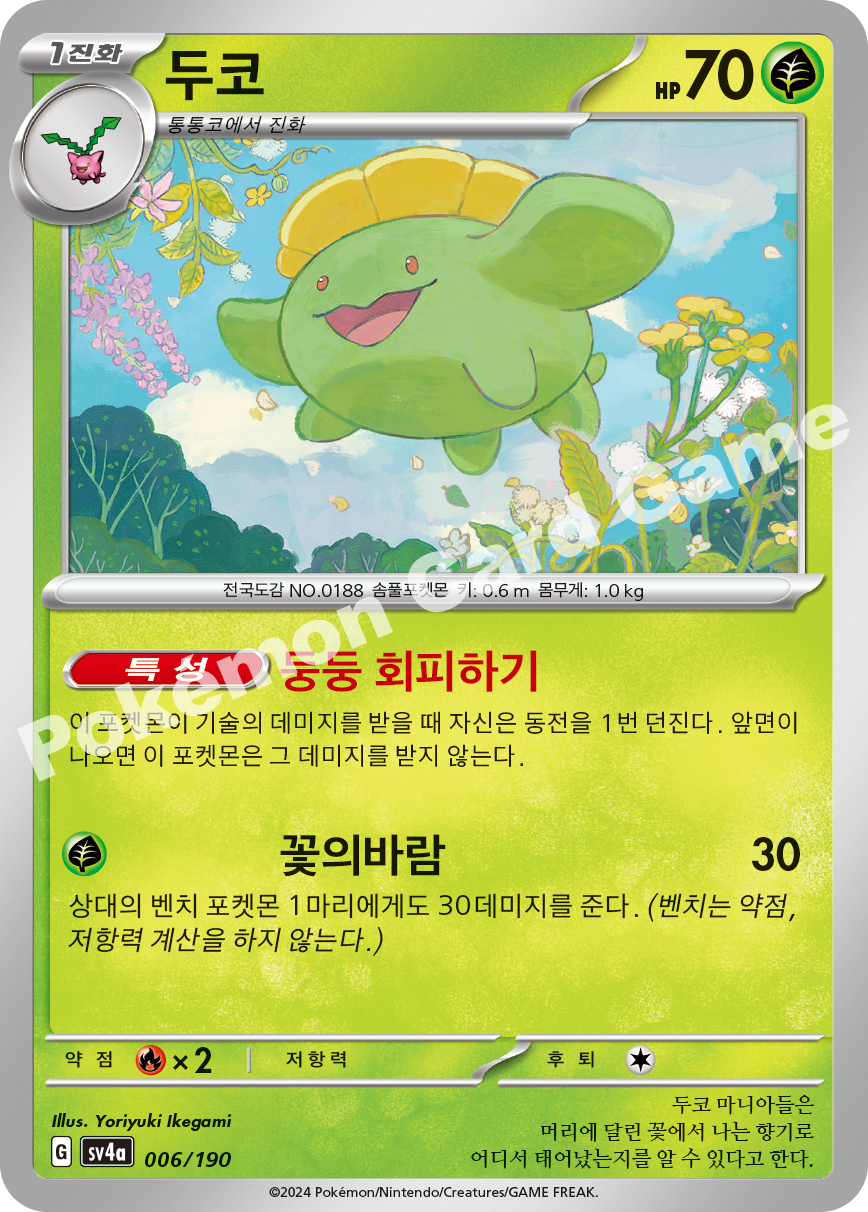 1진화
두코
HP 70
통통코에서 진화
전국도감 NO.0188 솜풀포켓몬 키: 0.6 m 몸무게: 1.0 kg
특성 둥둥 회피하기
이 포켓몬이 기술의 데미지를 받을 때 자신은 동전을 1번 던진다. 앞면이
나오면 이 포켓몬은 그 데미지를 받지 않는다.
꽃의바람 30
상대의 벤치 포켓몬 1마리에게도 30데미지를 준다. (벤치는 약점,
저항력 계산을 하지 않는다.)
약점 ×2 저항력 후퇴
두코 마니아들은
머리에 달린 꽃에서 나는 향기로
어디서 태어났는지를 알 수 있다고 한다.
Illus. Yoriyuki Ikegami
G sv4a 006/190
©2024 Pokémon/Nintendo/Creatures/GAME FREAK.
Pokémon Card Game